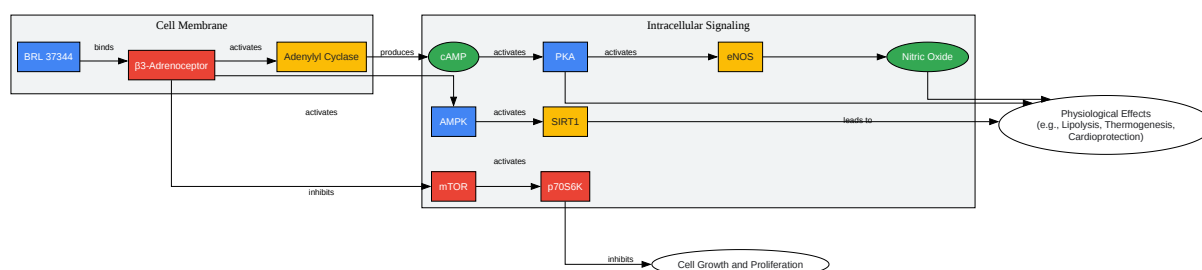 Cell Membrane
Intracellular Signaling
BRL 37344
binds
β3-Adrenoceptor
activates
Adenylyl Cyclase
produces
cAMP
activates
PKA
activates
eNOS
Nitric Oxide
activates
AMPK
activates
SIRT1
leads to
Physiological Effects
(e.g., Lipolysis, Thermogenesis,
Cardioprotection)
inhibits
mTOR
activates
p70S6K
inhibits
Cell Growth and Proliferation